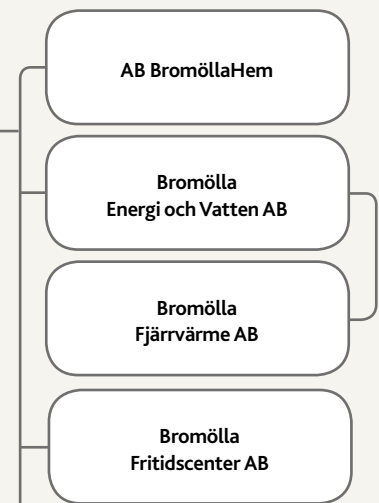 AB BromöllaHem
Bromölla
Energi och Vatten AB
Bromölla
Fjärrvärme AB
Bromölla
Fritidscenter AB